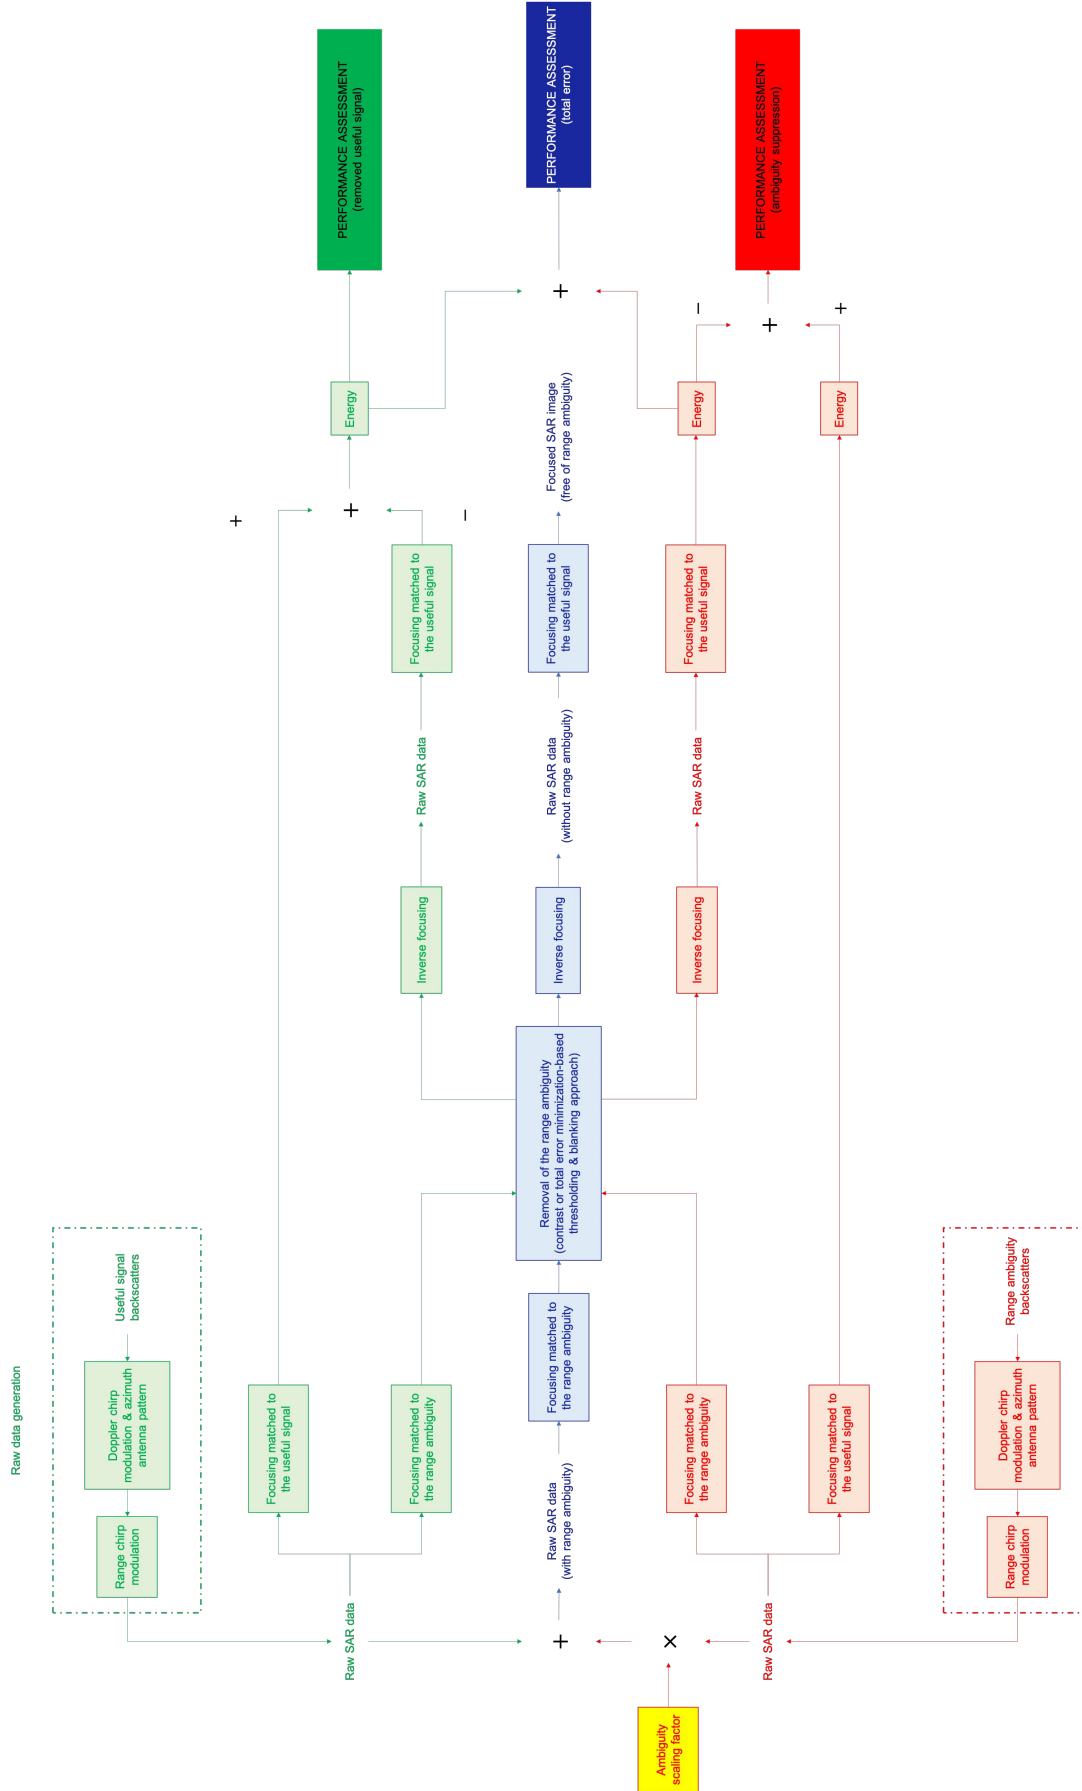 Raw data generation
Useful signal
backscatters
Doppler chirp
modulation & azimuth
antenna pattern
Range chirp
modulation
Raw SAR data
Focusing matched to
the useful signal
Focusing matched to
the range ambiguity
+
Raw SAR data
(with range ambiguity)
Focusing matched to
the range ambiguity
Removal of the range ambiguity
(contrast or total error minimization-based
thresholding & blanking approach)
Inverse focusing
Raw SAR data
Focusing matched to
the useful signal
+
+
−
Energy
PERFORMANCE ASSESSMENT
(removed useful signal)
Inverse focusing
Raw SAR data
(without range ambiguity)
Focusing matched to
the useful signal
Focused SAR image
(free of range ambiguity)
+
PERFORMANCE ASSESSMENT
(total error)
Ambiguity
scaling factor
×
Raw SAR data
Focusing matched to
the range ambiguity
Focusing matched to
the useful signal
Inverse focusing
Raw SAR data
Focusing matched to
the useful signal
Energy
Energy
−
+
+
PERFORMANCE ASSESSMENT
(ambiguity suppression)
Range ambiguity
backscatters
Doppler chirp
modulation & azimuth
antenna pattern
Range chirp
modulation